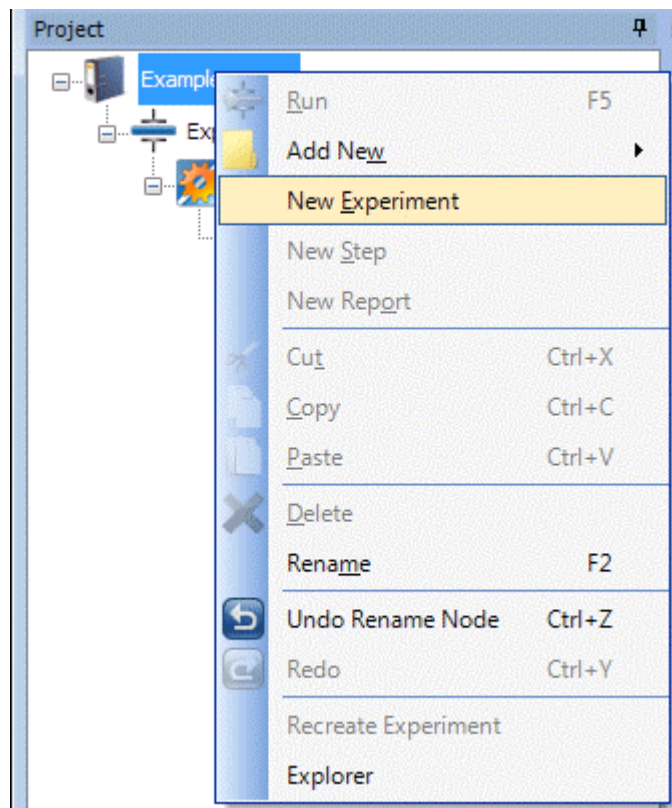 Project
Example
Exp
Run F5
Add New
New Experiment
New Step
New Report
Cut Ctrl+X
Copy Ctrl+C
Paste Ctrl+V
Delete
Rename F2
Undo Rename Node Ctrl+Z
Redo Ctrl+Y
Recreate Experiment
Explorer